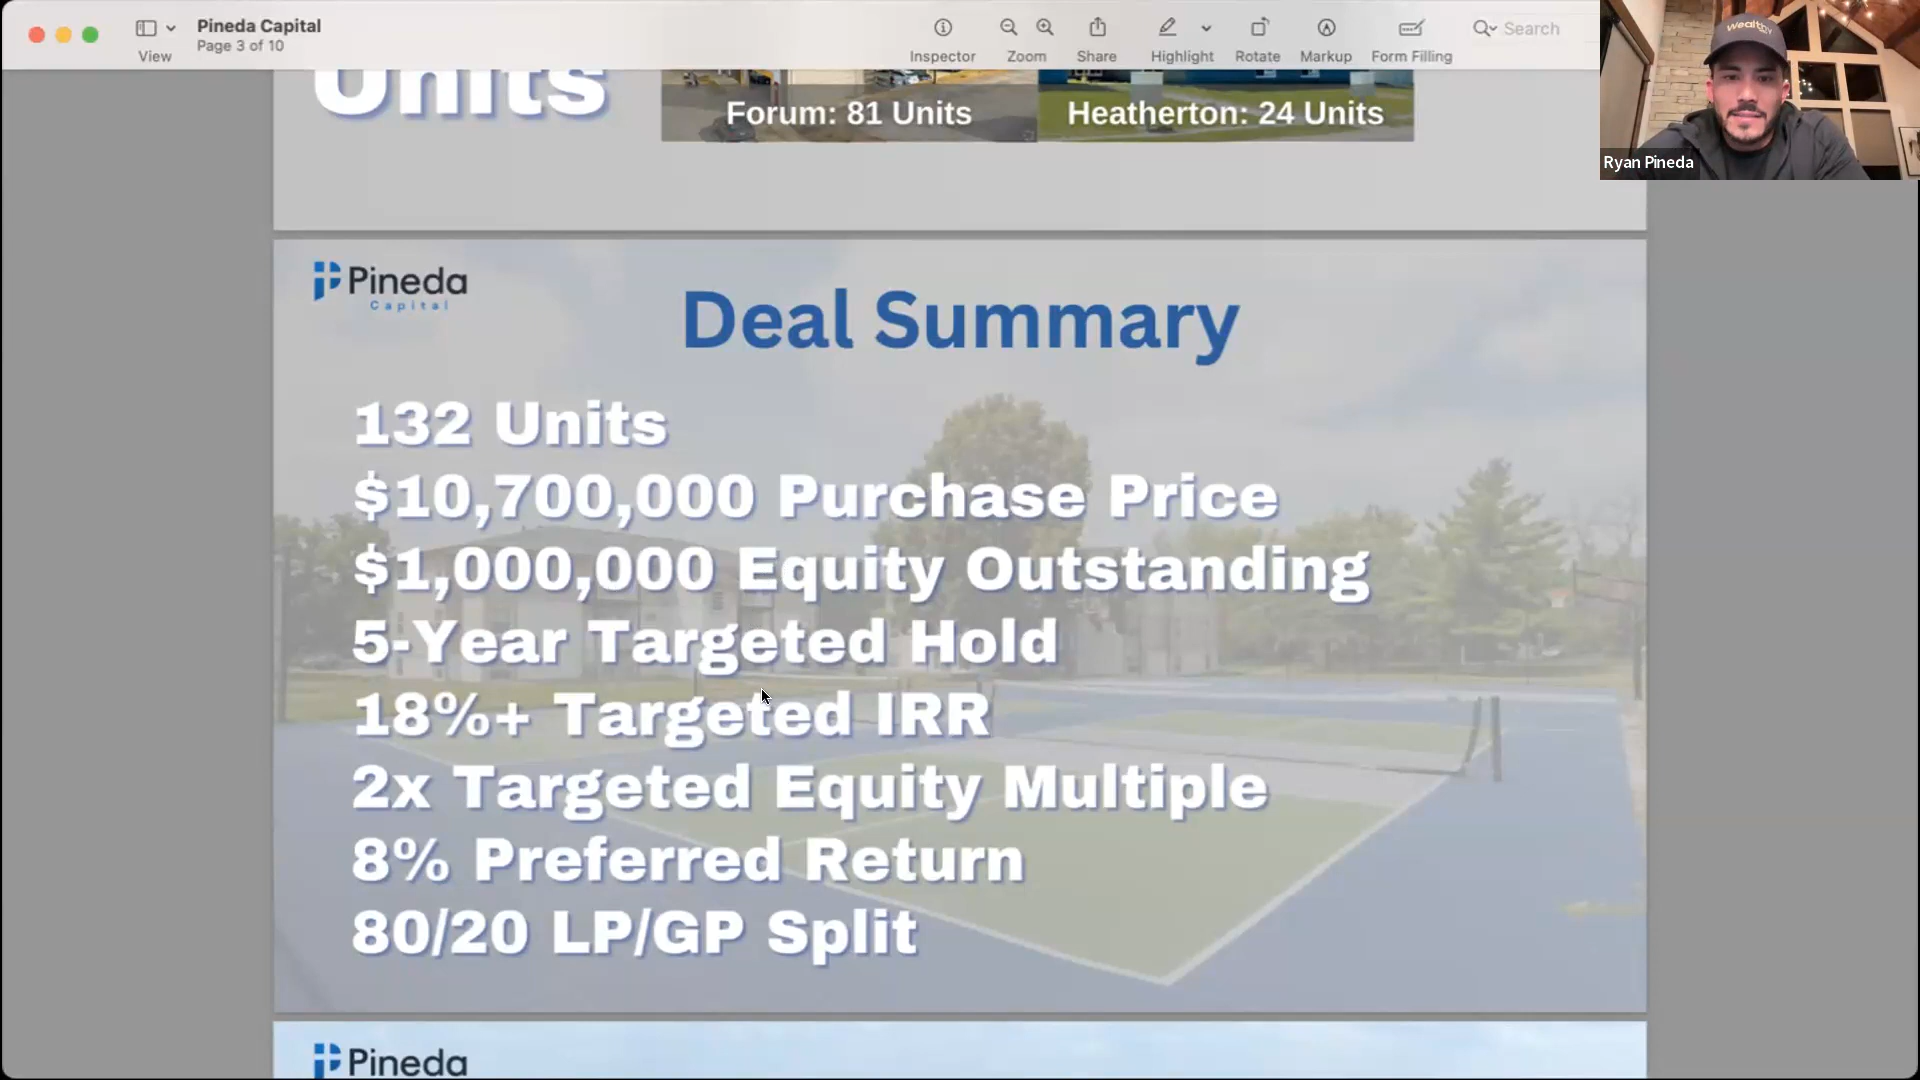 Pineda Capital
Page 3 of 10
View
Inspector
Zoom
Share
Highlight
Rotate
Markup
Form Filling
Search
wealthy
Ryan Pineda
Units
Forum: 81 Units
Heatherton: 24 Units
Pineda
Capital
Deal Summary
132 Units
$10,700,000 Purchase Price
$1,000,000 Equity Outstanding
5-Year Targeted Hold
18%+ Targeted IRR
2x Targeted Equity Multiple
8% Preferred Return
80/20 LP/GP Split
Pineda